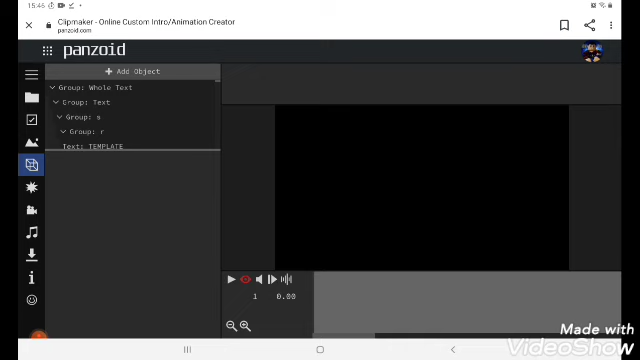 15:46
Clipmaker - Online Custom Intro/Animation Creator
panzoid.com
panzoid
+ Add Object
Group: Whole Text
Group: Text
Group: s
Group: r
Text: TEMPLATE
1 0.00
Made with
VideoShow